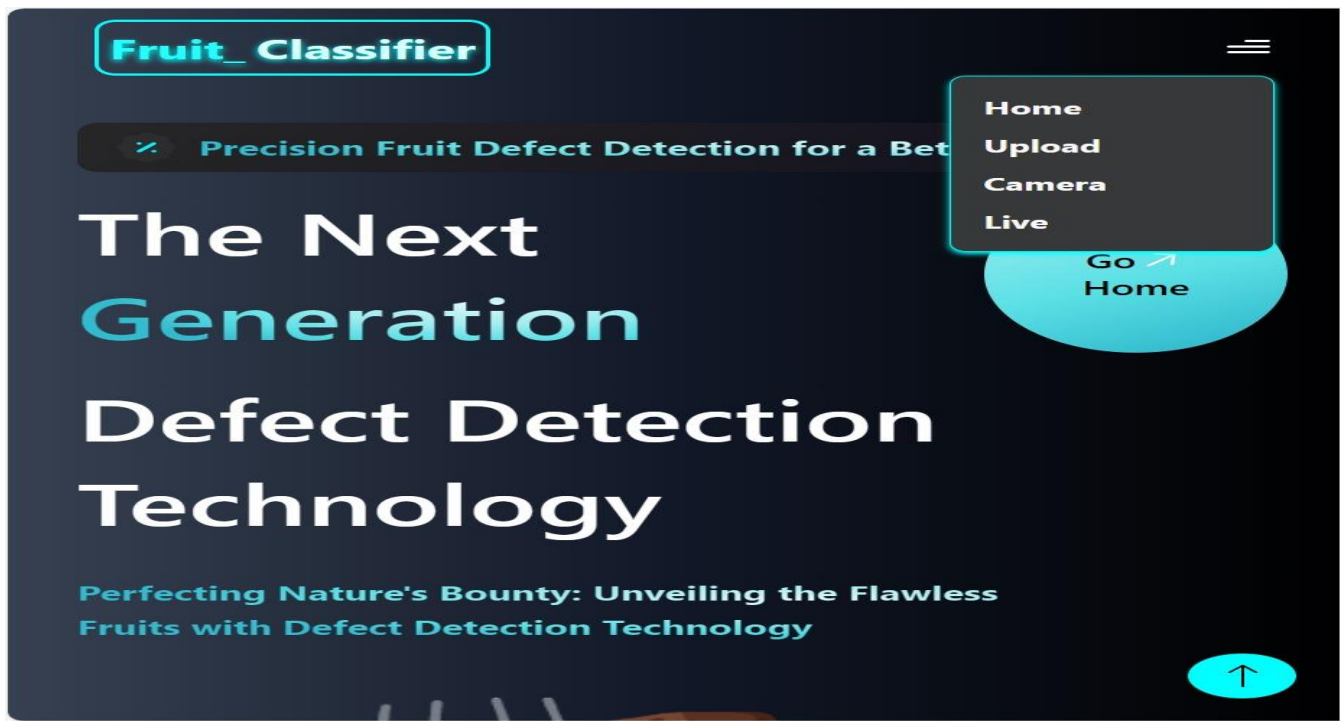 Fruit_ Classifier
Precision Fruit Defect Detection for a Bet
Home
Upload
Camera
Live
The Next
Generation
Go
Home
Defect Detection
Technology
Perfecting Nature's Bounty: Unveiling the Flawless
Fruits with Defect Detection Technology